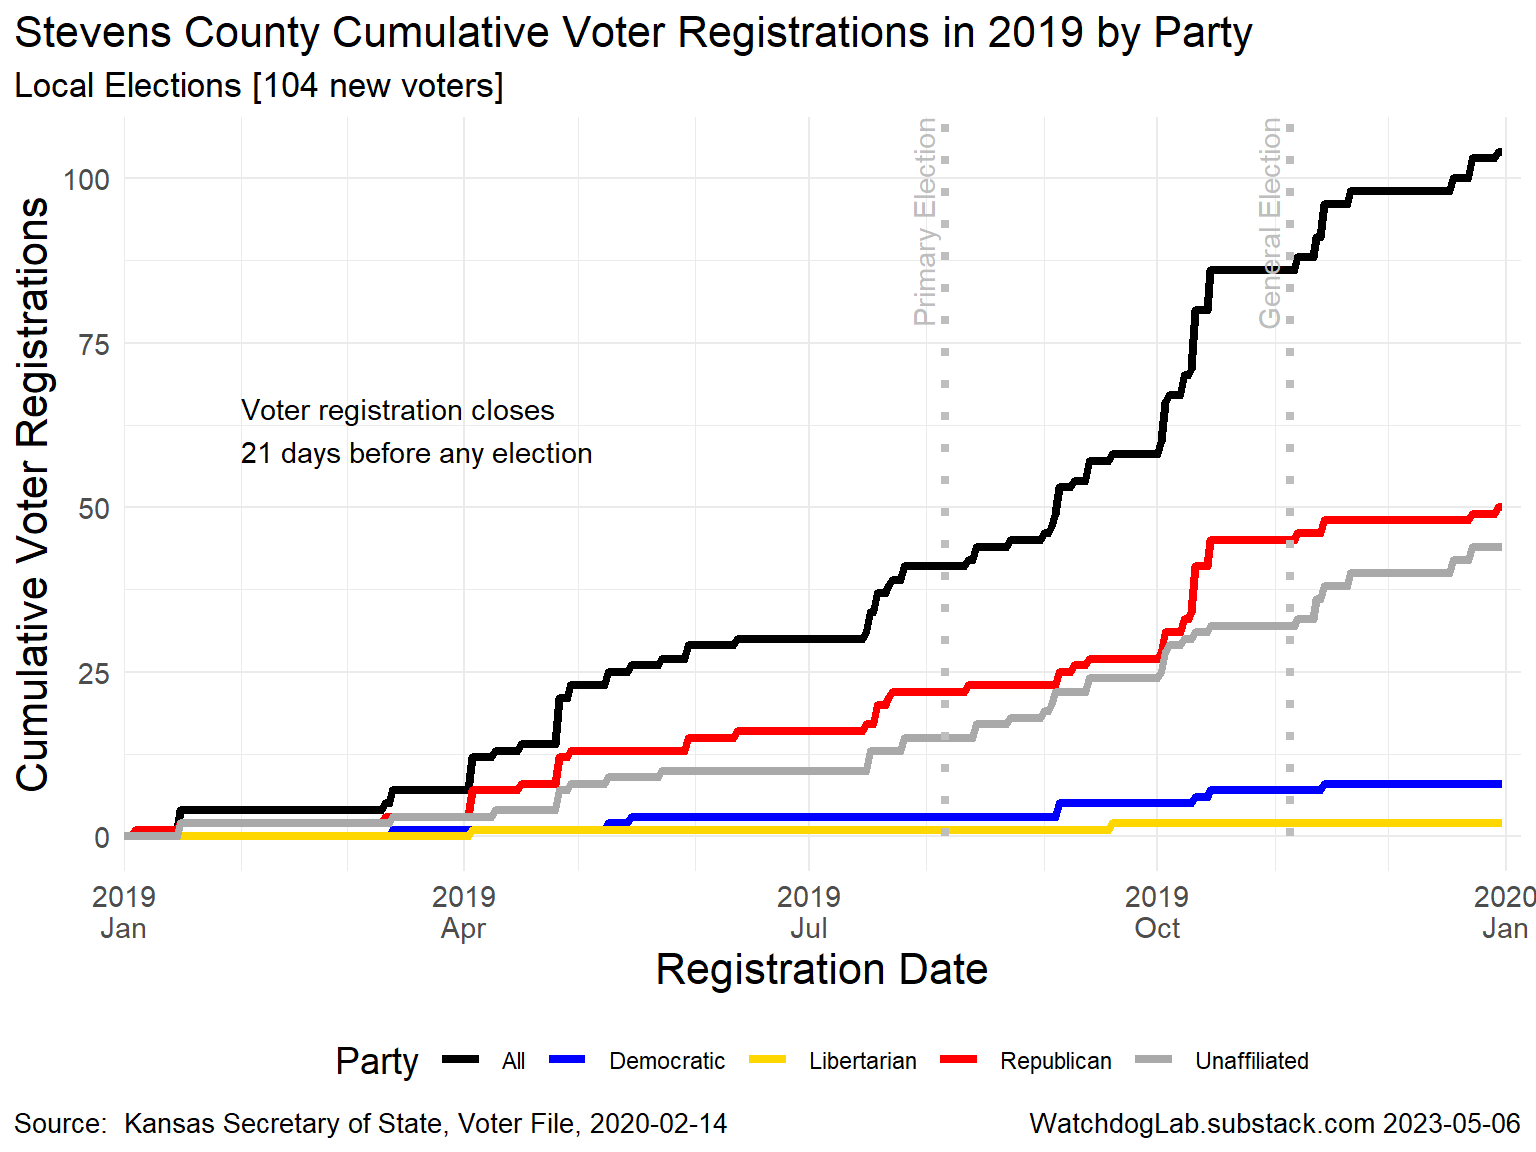 Stevens County Cumulative Voter Registrations in 2019 by Party
Local Elections [104 new voters]
Cumulative Voter Registrations
100
75
50
25
0
Primary Election
General Election
Voter registration closes
21 days before any election
2019
Jan
2019
Apr
2019
Jul
2019
Oct
2020
Jan
Registration Date
Party
All
Democratic
Libertarian
Republican
Unaffiliated
Source:  Kansas Secretary of State, Voter File, 2020-02-14
WatchdogLab.substack.com 2023-05-06